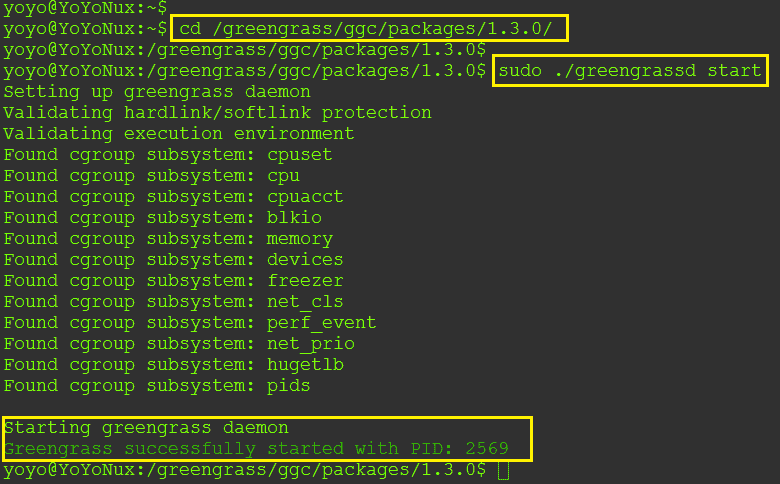 yoyo@YoYoNux:~$
yoyo@YoYoNux:~$ cd /greengrass/ggc/packages/1.3.0/
yoyo@YoYoNux:/greengrass/ggc/packages/1.3.0$
yoyo@YoYoNux:/greengrass/ggc/packages/1.3.0$ sudo ./greengrassd start
Setting up greengrass daemon
Validating hardlink/softlink protection
Validating execution environment
Found cgroup subsystem: cpuset
Found cgroup subsystem: cpu
Found cgroup subsystem: cpuacct
Found cgroup subsystem: blkio
Found cgroup subsystem: memory
Found cgroup subsystem: devices
Found cgroup subsystem: freezer
Found cgroup subsystem: net_cls
Found cgroup subsystem: perf_event
Found cgroup subsystem: net_prio
Found cgroup subsystem: hugetlb
Found cgroup subsystem: pids
Starting greengrass daemon
Greengrass successfully started with PID: 2569
yoyo@YoYoNux:/greengrass/ggc/packages/1.3.0$